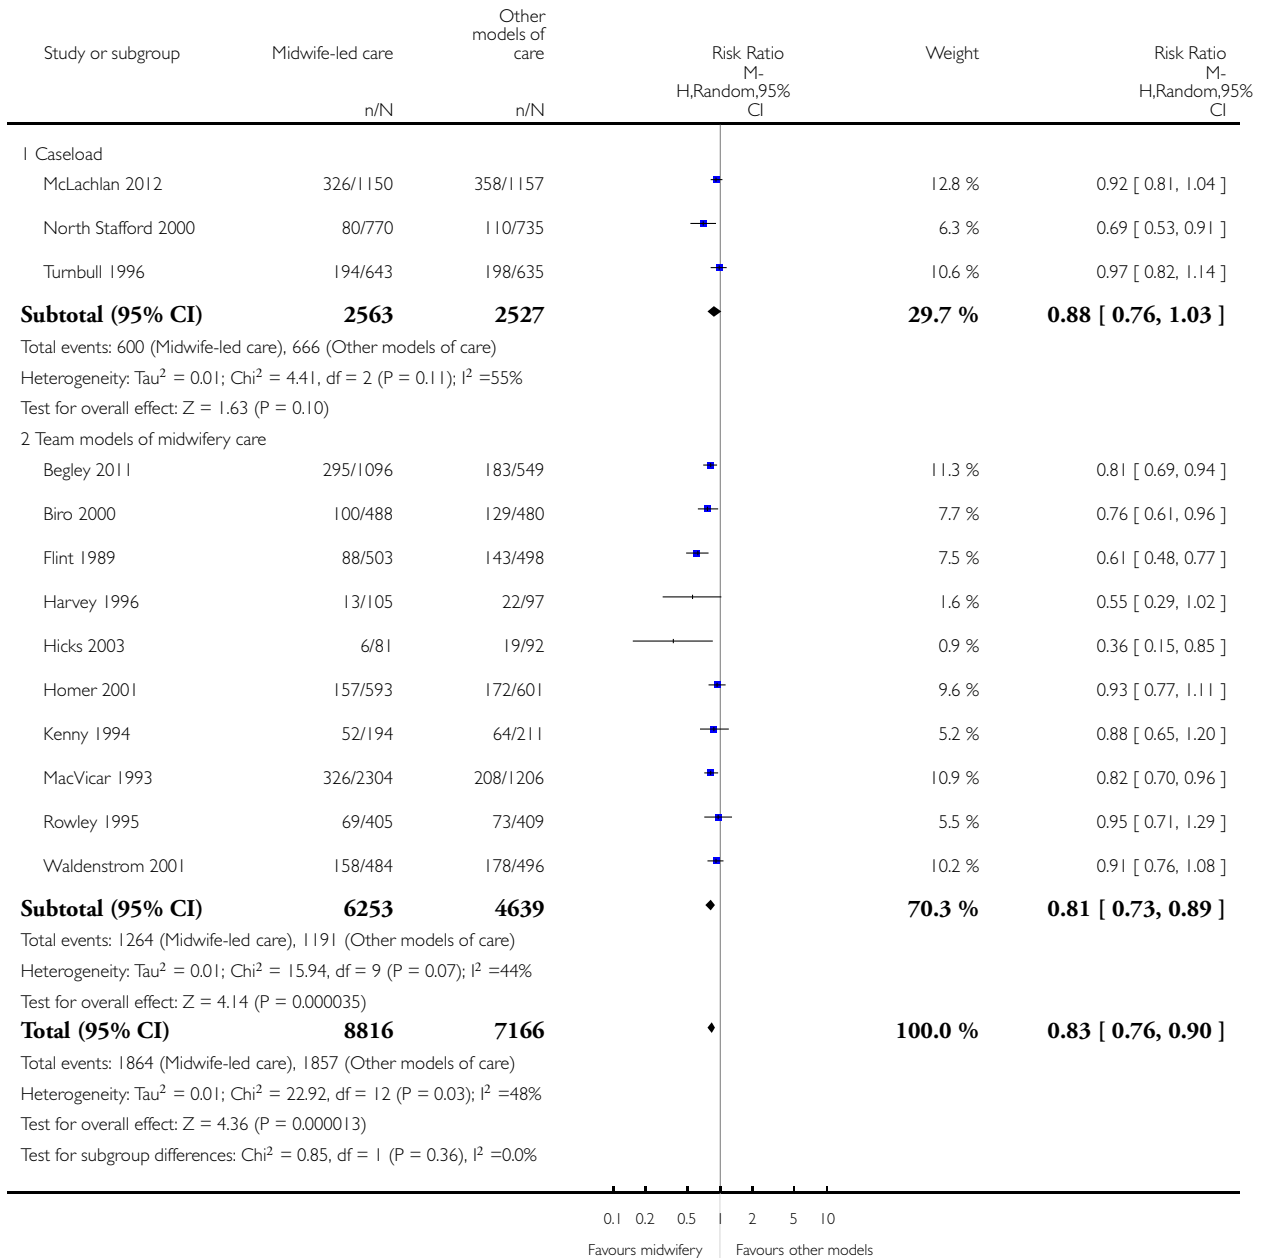 Study or subgroup Midwife-led care Other models of care Risk Ratio M-H,Random,95% CI Weight Risk Ratio M-H,Random,95% CI
n/N n/N
1 Caseload
McLachlan 2012 326/1150 358/1157 12.8 % 0.92 [ 0.81, 1.04 ]
North Stafford 2000 80/770 110/735 6.3 % 0.69 [ 0.53, 0.91 ]
Turnbull 1996 194/643 198/635 10.6 % 0.97 [ 0.82, 1.14 ]
Subtotal (95% CI) 2563 2527 29.7 % 0.88 [ 0.76, 1.03 ]
Total events: 600 (Midwife-led care), 666 (Other models of care)
Heterogeneity: Tau² = 0.01; Chi² = 4.41, df = 2 (P = 0.11); I² =55%
Test for overall effect: Z = 1.63 (P = 0.10)
2 Team models of midwifery care
Begley 2011 295/1096 183/549 11.3 % 0.81 [ 0.69, 0.94 ]
Biro 2000 100/488 129/480 7.7 % 0.76 [ 0.61, 0.96 ]
Flint 1989 88/503 143/498 7.5 % 0.61 [ 0.48, 0.77 ]
Harvey 1996 13/105 22/97 1.6 % 0.55 [ 0.29, 1.02 ]
Hicks 2003 6/81 19/92 0.9 % 0.36 [ 0.15, 0.85 ]
Homer 2001 157/593 172/601 9.6 % 0.93 [ 0.77, 1.11 ]
Kenny 1994 52/194 64/211 5.2 % 0.88 [ 0.65, 1.20 ]
MacVicar 1993 326/2304 208/1206 10.9 % 0.82 [ 0.70, 0.96 ]
Rowley 1995 69/405 73/409 5.5 % 0.95 [ 0.71, 1.29 ]
Waldenstrom 2001 158/484 178/496 10.2 % 0.91 [ 0.76, 1.08 ]
Subtotal (95% CI) 6253 4639 70.3 % 0.81 [ 0.73, 0.89 ]
Total events: 1264 (Midwife-led care), 1191 (Other models of care)
Heterogeneity: Tau² = 0.01; Chi² = 15.94, df = 9 (P = 0.07); I² =44%
Test for overall effect: Z = 4.14 (P = 0.000035)
Total (95% CI) 8816 7166 100.0 % 0.83 [ 0.76, 0.90 ]
Total events: 1864 (Midwife-led care), 1857 (Other models of care)
Heterogeneity: Tau² = 0.01; Chi² = 22.92, df = 12 (P = 0.03); I² =48%
Test for overall effect: Z = 4.36 (P = 0.000013)
Test for subgroup differences: Chi² = 0.85, df = 1 (P = 0.36), I² =0.0%
0.1 0.2 0.5 1 2 5 10
Favours midwifery Favours other models